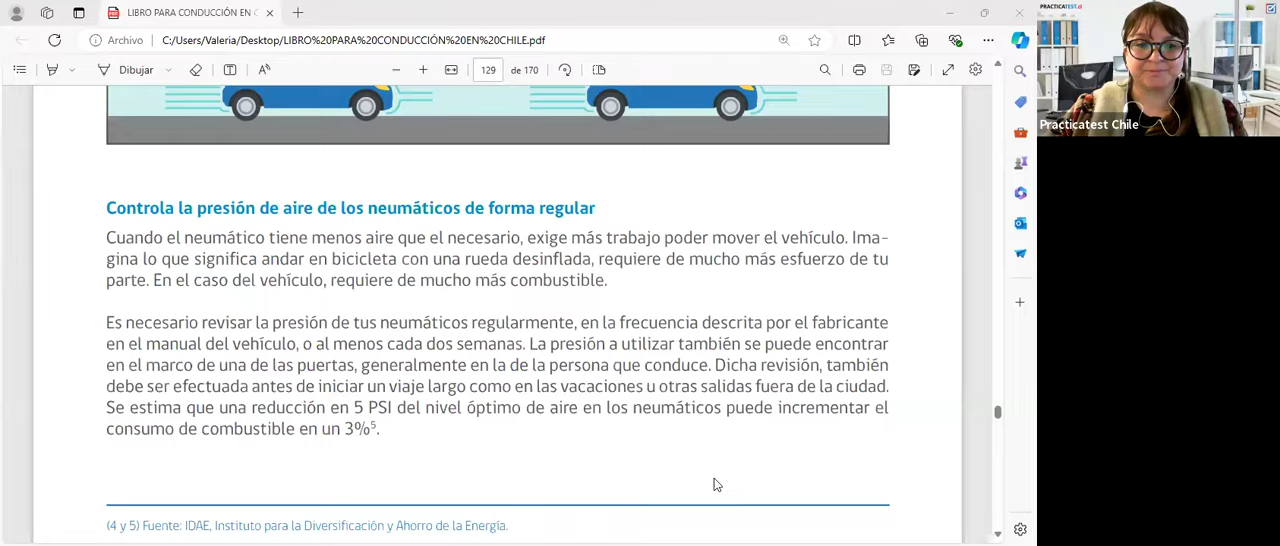 LIBRO PARA CONDUCCIÓN EN C
Archivo
C:/Users/Valeria/Desktop/LIBRO%20PARA%20CONDUCCIÓN%20EN%20CHILE.pdf
Dibujar
129
de 170
PRACTICATEST.cl
Practicatest Chile
Controla la presión de aire de los neumáticos de forma regular
Cuando el neumático tiene menos aire que el necesario, exige más trabajo poder mover el vehículo. Ima-
gina lo que significa andar en bicicleta con una rueda desinflada, requiere de mucho más esfuerzo de tu
parte. En el caso del vehículo, requiere de mucho más combustible.
Es necesario revisar la presión de tus neumáticos regularmente, en la frecuencia descrita por el fabricante
en el manual del vehículo, o al menos cada dos semanas. La presión a utilizar también se puede encontrar
en el marco de una de las puertas, generalmente en la de la persona que conduce. Dicha revisión, también
debe ser efectuada antes de iniciar un viaje largo como en las vacaciones u otras salidas fuera de la ciudad.
Se estima que una reducción en 5 PSI del nivel óptimo de aire en los neumáticos puede incrementar el
consumo de combustible en un 3%⁵.
(4 y 5) Fuente: IDAE, Instituto para la Diversificación y Ahorro de la Energía.